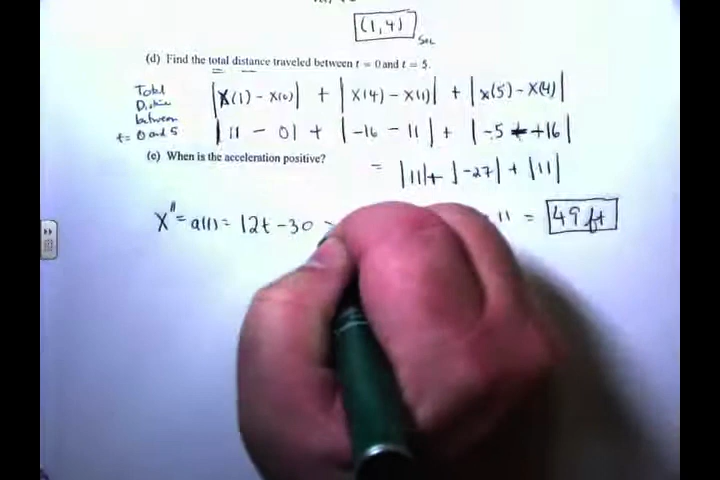 (1,4) sec
(d) Find the total distance traveled between t = 0 and t = 5.
Total
between
t = 0 and 5
|x(1) - x(0)| + |x(4) - x(1)| + |x(5) - x(4)|
|11 - 0| + |-16 - 11| + |-5 + +16|
(e) When is the acceleration positive?
= |11| + |-27| + |11|
x'' = a(t) = 12t - 30
11 = 49 ft